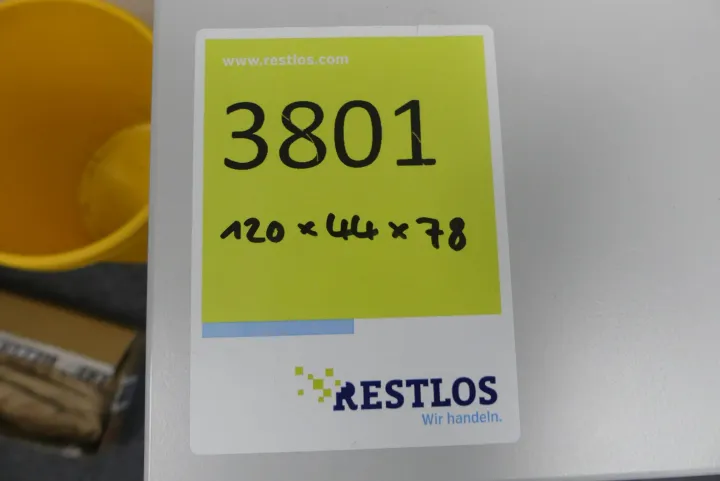 www.restlos.com
3801
120 x 44 x 78
RESTLOS
Wir handeln.